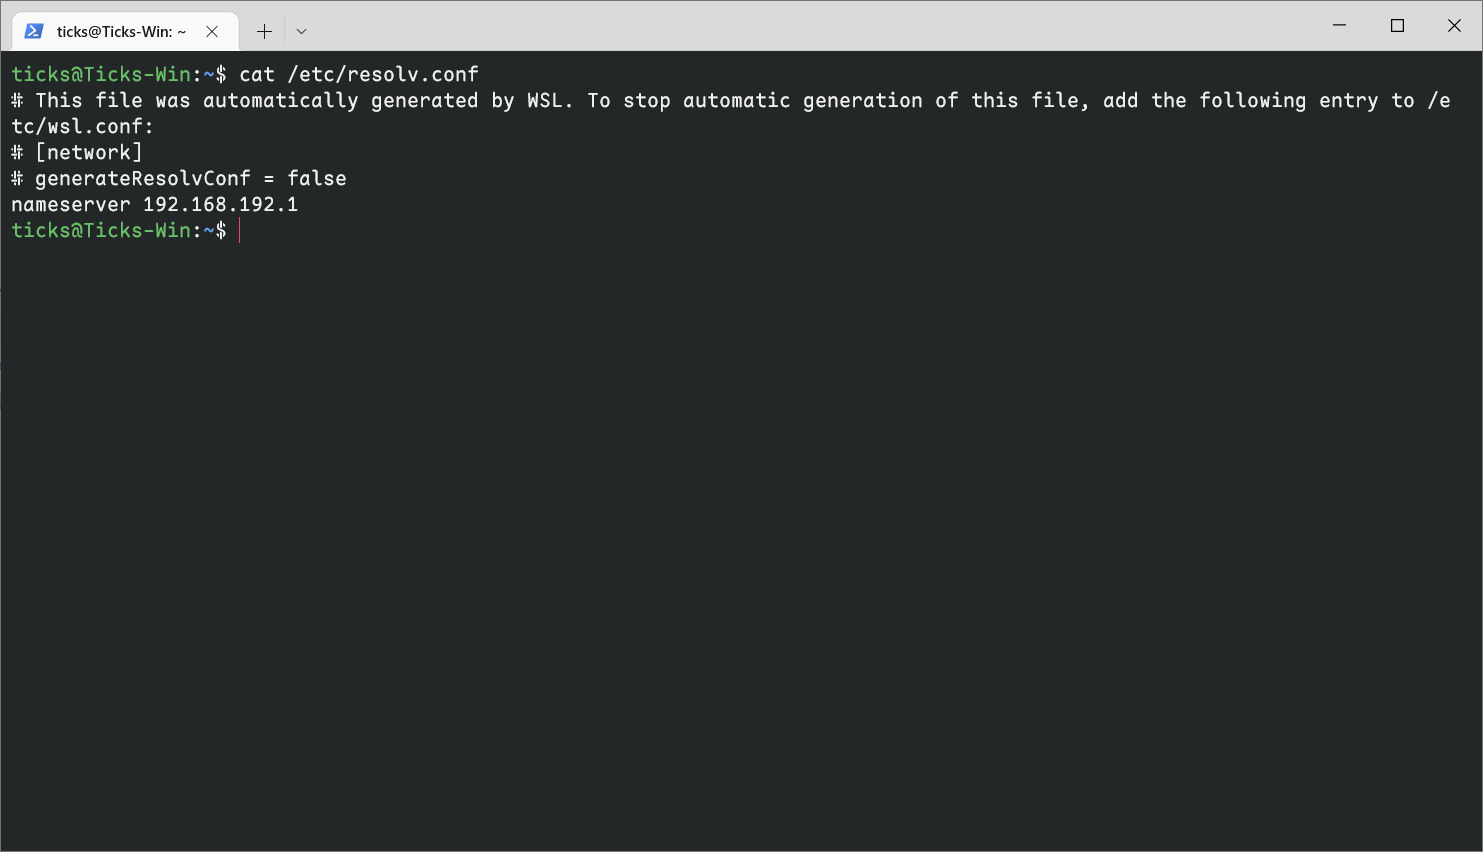 ticks@Ticks-Win: ~
ticks@Ticks-Win:~$ cat /etc/resolv.conf
# This file was automatically generated by WSL. To stop automatic generation of this file, add the following entry to /e
tc/wsl.conf:
# [network]
# generateResolvConf = false
nameserver 192.168.192.1
ticks@Ticks-Win:~$